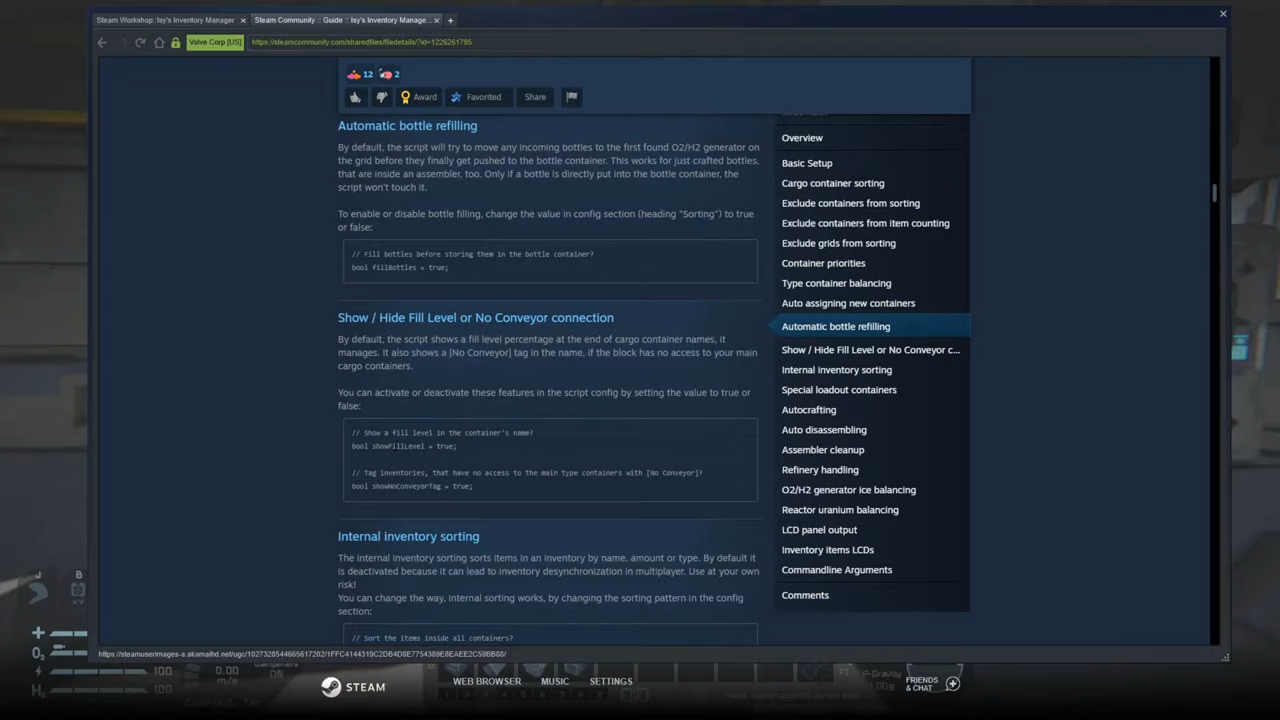 Steam Workshop: Isy's Inventory Manager
Steam Community :: Guide :: Isy's Inventory Manage...
Valve Corp [US]
https://steamcommunity.com/sharedfiles/filedetails/?id=1226261795
12
2
Award
Favorited
Share
Automatic bottle refilling
By default, the script will try to move any incoming bottles to the first found O2/H2 generator on
the grid before they finally get pushed to the bottle container. This works for just crafted bottles,
that are inside an assembler, too. Only if a bottle is directly put into the bottle container, the
script won't touch it.
To enable or disable bottle filling, change the value in config section (heading "Sorting") to true
or false:
// Fill bottles before storing them in the bottle container?
bool fillBottles = true;
Show / Hide Fill Level or No Conveyor connection
By default, the script shows a fill level percentage at the end of cargo container names, it
manages. It also shows a [No Conveyor] tag in the name, if the block has no access to your main
cargo containers.
You can activate or deactivate these features in the script config by setting the value to true or
false:
// Show a fill level in the container's name?
bool showFillLevel = true;
// Tag inventories, that have no access to the main type containers with [No Conveyor]?
bool showNoConveyorTag = true;
Internal inventory sorting
The internal inventory sorting sorts items in an inventory by name, amount or type. By default it
is deactivated because it can lead to inventory desynchronization in multiplayer. Use at your own
risk!
You can change the way, internal sorting works, by changing the sorting pattern in the config
section:
// Sort the items inside all containers?
Overview
Basic Setup
Cargo container sorting
Exclude containers from sorting
Exclude containers from item counting
Exclude grids from sorting
Container priorities
Type container balancing
Auto assigning new containers
Automatic bottle refilling
Show / Hide Fill Level or No Conveyor c...
Internal inventory sorting
Special loadout containers
Autocrafting
Auto disassembling
Assembler cleanup
Refinery handling
O2/H2 generator ice balancing
Reactor uranium balancing
LCD panel output
Inventory items LCDs
Commandline Arguments
Comments
J
B
O2
H2
100
100
0.00
m/s
P-Gravity
STEAM
WEB BROWSER
MUSIC
SETTINGS
FRIENDS
& CHAT